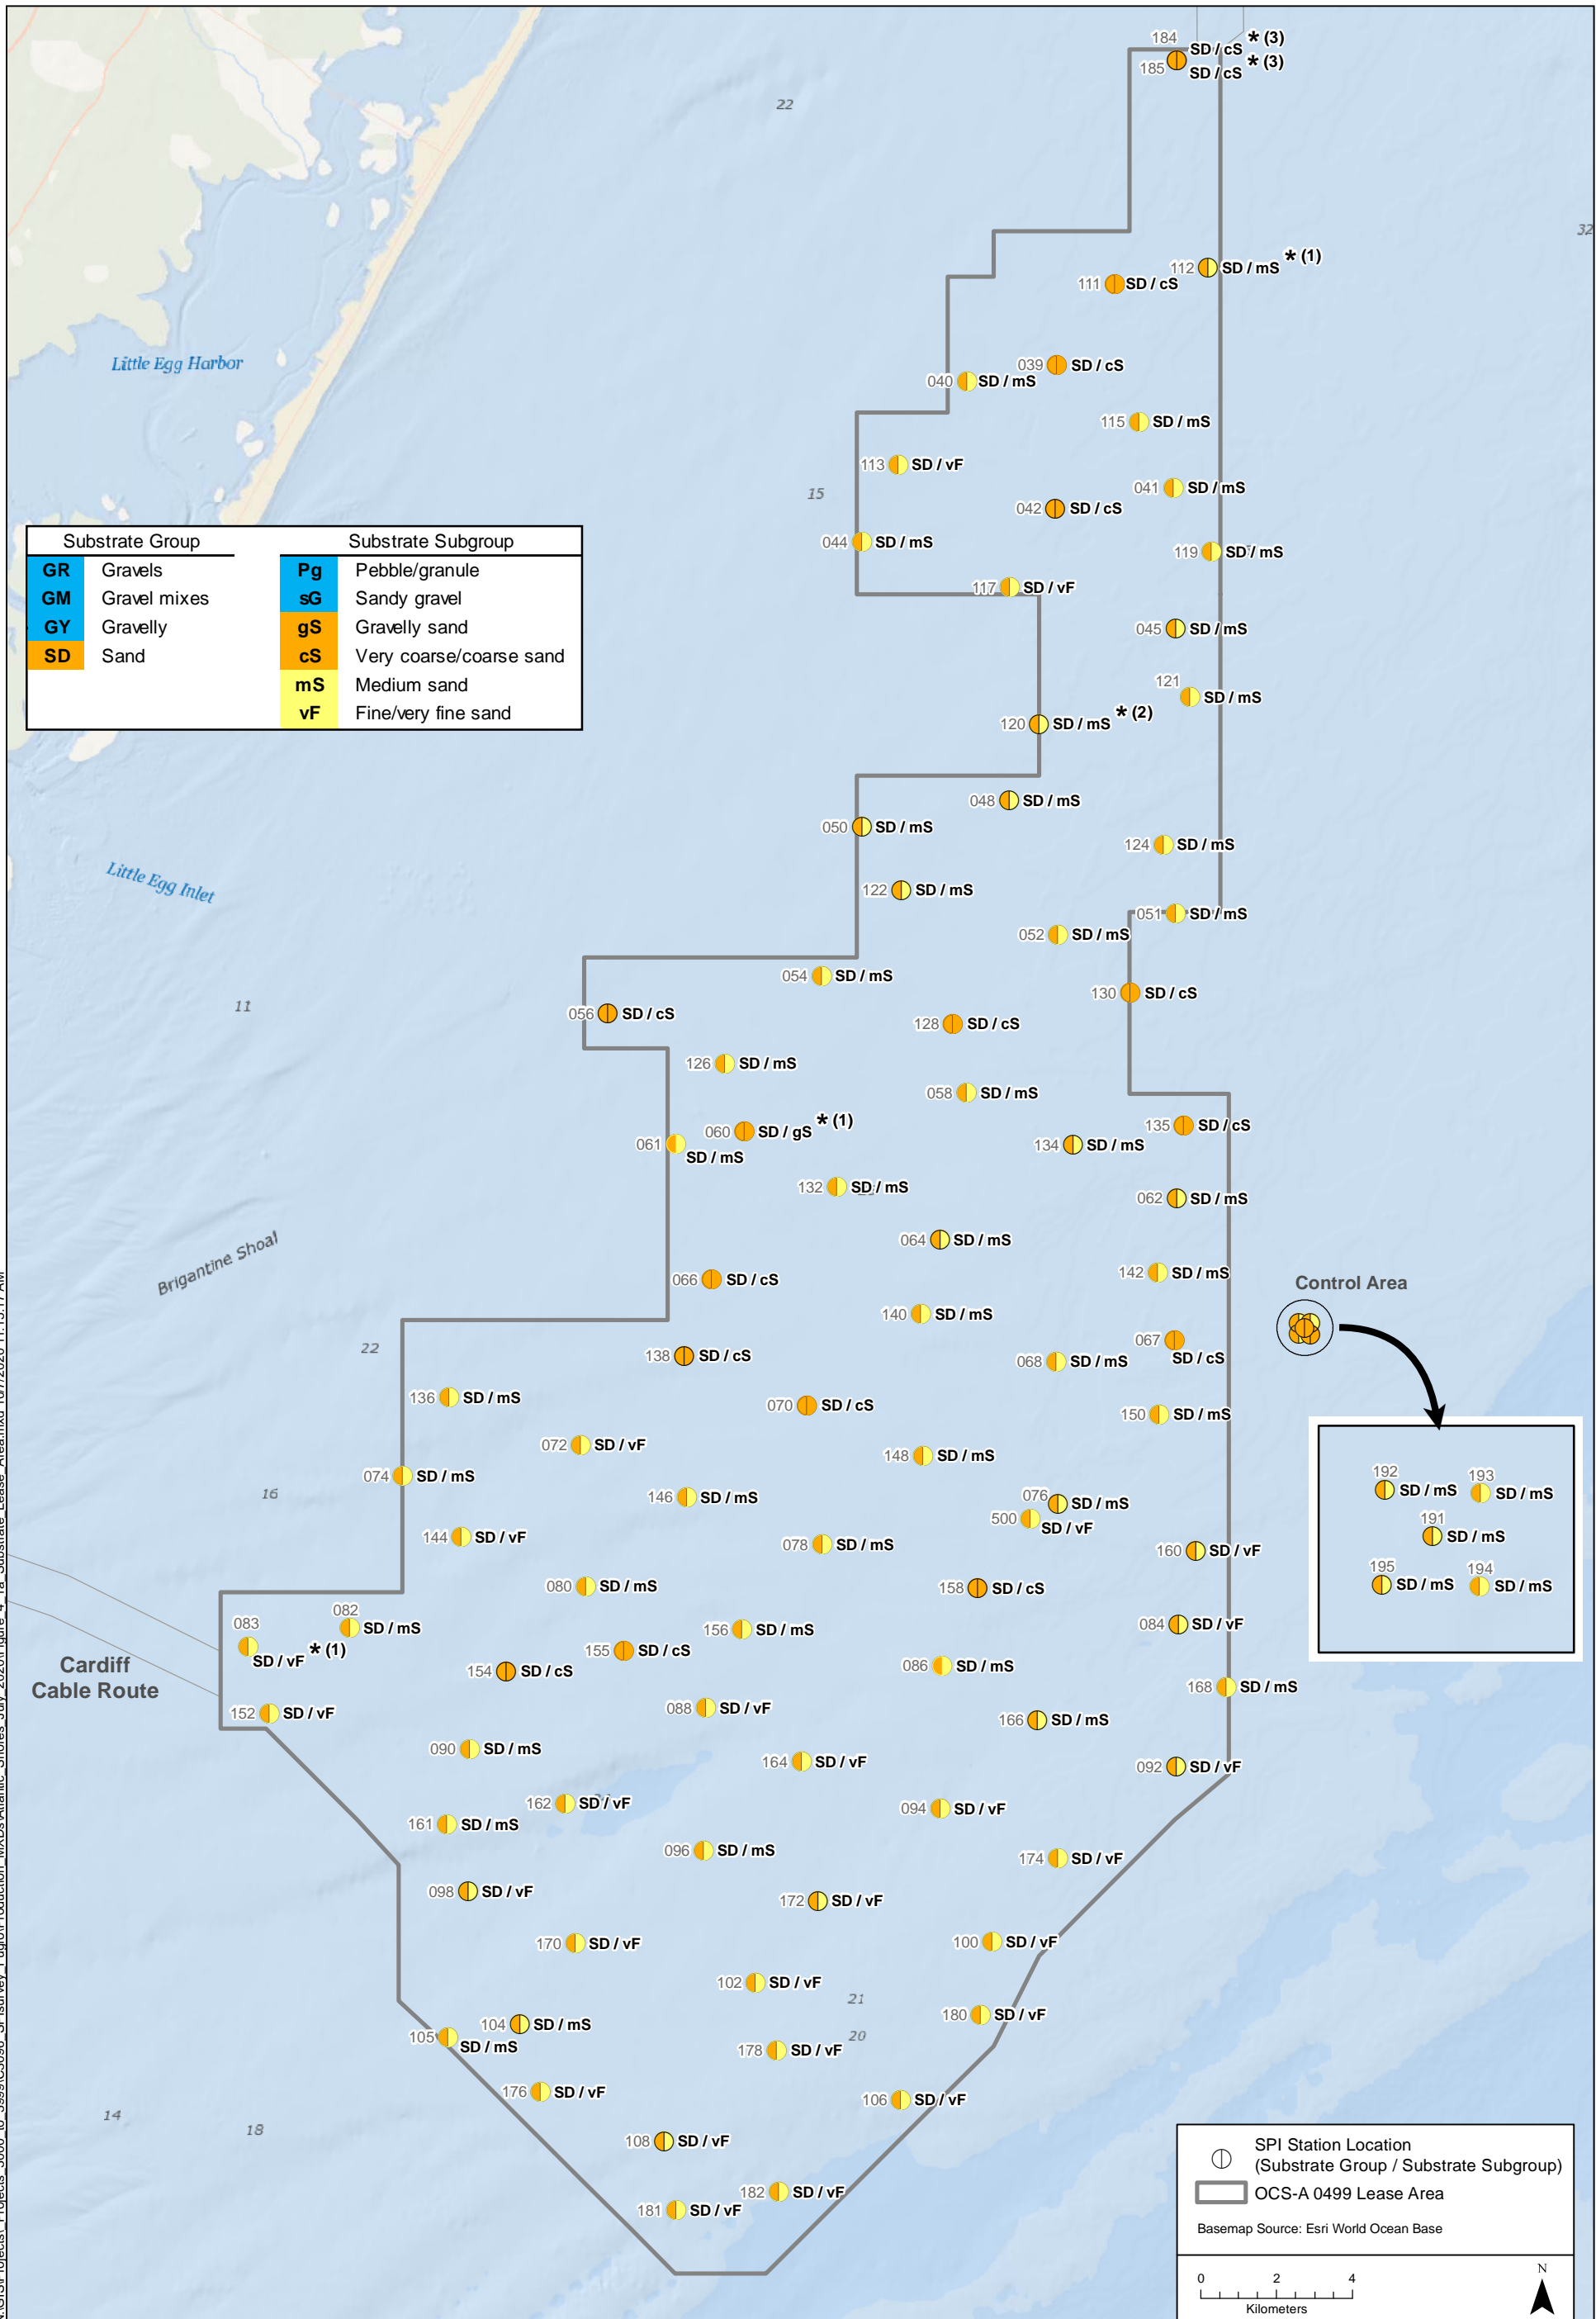 184 SD / cS * (3)
185 SD / cS * (3)
22
32
112 SD / mS * (1)
111 SD / cS
Little Egg Harbor
039 SD / cS
040 SD / mS
115 SD / mS
113 SD / vF
15
041 SD / mS
042 SD / cS
044 SD / mS
119 SD / mS
117 SD / vF
Substrate Group Substrate Subgroup
GR Gravels Pg Pebble/granule
GM Gravel mixes sG Sandy gravel
GY Gravelly gS Gravelly sand
SD Sand cS Very coarse/coarse sand
mS Medium sand
vF Fine/very fine sand
045 SD / mS
121 SD / mS
120 SD / mS * (2)
048 SD / mS
050 SD / mS
124 SD / mS
Little Egg Inlet
122 SD / mS
051 SD / mS
052 SD / mS
054 SD / mS
130 SD / cS
11
056 SD / cS
128 SD / cS
126 SD / mS
058 SD / mS
060 SD / gS * (1)
135 SD / cS
061 SD / mS
134 SD / mS
132 SD / mS
062 SD / mS
064 SD / mS
Brigantine Shoal
142 SD / mS
066 SD / cS
Control Area
140 SD / mS
067 SD / cS
22
138 SD / cS
068 SD / mS
136 SD / mS
070 SD / cS
150 SD / mS
072 SD / vF
148 SD / mS
074 SD / mS
192 SD / mS
193 SD / mS
191 SD / mS
195 SD / mS
194 SD / mS
16
146 SD / mS
076 SD / mS
500 SD / vF
144 SD / vF
078 SD / mS
160 SD / vF
080 SD / mS
158 SD / cS
082 SD / mS
083 SD / vF * (1)
084 SD / vF
156 SD / mS
155 SD / cS
Cardiff
Cable Route
154 SD / cS
086 SD / mS
168 SD / mS
088 SD / vF
152 SD / vF
166 SD / mS
090 SD / mS
164 SD / vF
092 SD / vF
162 SD / vF
094 SD / vF
161 SD / mS
096 SD / mS
174 SD / vF
098 SD / vF
172 SD / vF
170 SD / vF
100 SD / vF
102 SD / vF
21
180 SD / vF
104 SD / mS
105 SD / mS
20
178 SD / vF
176 SD / vF
106 SD / vF
14
18
108 SD / vF
182 SD / vF
181 SD / vF
SPI Station Location
(Substrate Group / Substrate Subgroup)
OCS-A 0499 Lease Area
Basemap Source: Esri World Ocean Base
N
0 2 4
Kilometers